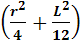 (r²/4 + L²/12)